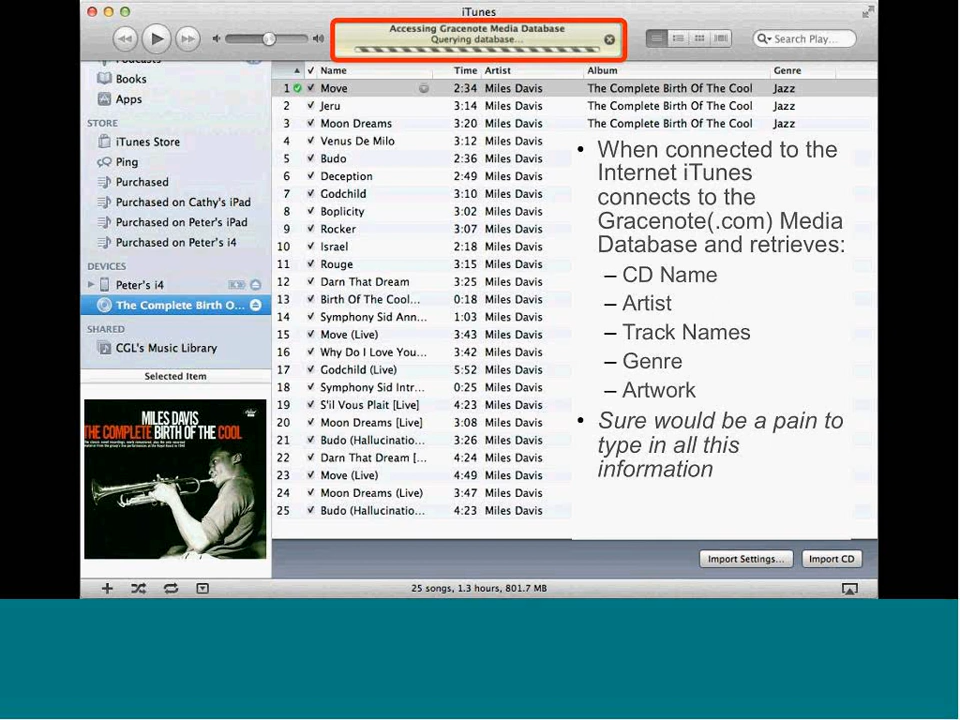 iTunes
Accessing Gracenote Media Database
Querying database...
Search Play...
Podcasts
Books
Apps
STORE
iTunes Store
Ping
Purchased
Purchased on Cathy's iPad
Purchased on Peter's iPad
Purchased on Peter's i4
DEVICES
Peter's i4
The Complete Birth O...
SHARED
CGL's Music Library
Selected Item
MILES DAVIS
THE COMPLETE BIRTH OF THE COOL
✓ Name Time Artist Album Genre
1 ✓ Move 2:34 Miles Davis The Complete Birth Of The Cool Jazz
2 ✓ Jeru 3:14 Miles Davis The Complete Birth Of The Cool Jazz
3 ✓ Moon Dreams 3:20 Miles Davis The Complete Birth Of The Cool Jazz
4 ✓ Venus De Milo 3:12 Miles Davis
5 ✓ Budo 2:36 Miles Davis
6 ✓ Deception 2:49 Miles Davis
7 ✓ Godchild 3:10 Miles Davis
8 ✓ Boplicity 3:02 Miles Davis
9 ✓ Rocker 3:07 Miles Davis
10 ✓ Israel 2:18 Miles Davis
11 ✓ Rouge 3:15 Miles Davis
12 ✓ Darn That Dream 3:25 Miles Davis
13 ✓ Birth Of The Cool... 0:18 Miles Davis
14 ✓ Symphony Sid Ann... 1:03 Miles Davis
15 ✓ Move (Live) 3:43 Miles Davis
16 ✓ Why Do I Love You... 3:42 Miles Davis
17 ✓ Godchild (Live) 5:52 Miles Davis
18 ✓ Symphony Sid Intr... 0:25 Miles Davis
19 ✓ S'il Vous Plait [Live] 4:23 Miles Davis
20 ✓ Moon Dreams [Live] 3:08 Miles Davis
21 ✓ Budo (Hallucinatio... 3:26 Miles Davis
22 ✓ Darn That Dream [... 4:24 Miles Davis
23 ✓ Move (Live) 4:49 Miles Davis
24 ✓ Moon Dreams (Live) 3:47 Miles Davis
25 ✓ Budo (Hallucinatio... 4:23 Miles Davis
• When connected to the
Internet iTunes
connects to the
Gracenote(.com) Media
Database and retrieves:
– CD Name
– Artist
– Track Names
– Genre
– Artwork
• Sure would be a pain to
type in all this
information
Import Settings...
Import CD
25 songs, 1.3 hours, 801.7 MB